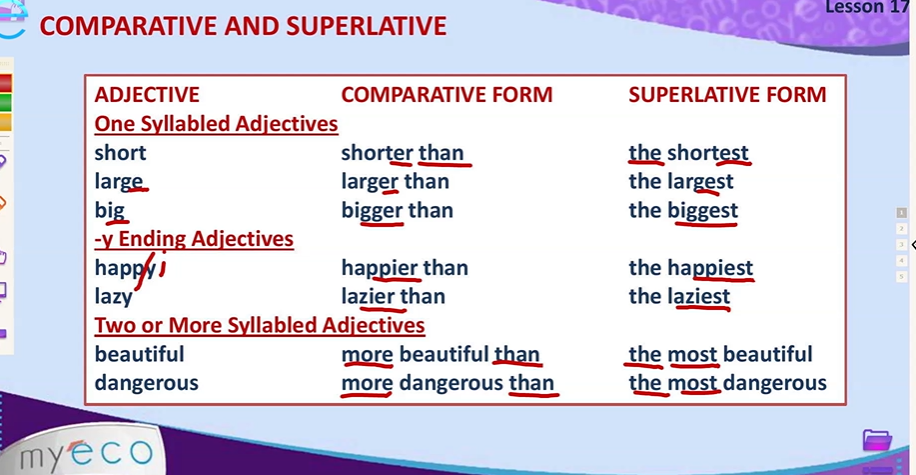 Lesson 17
COMPARATIVE AND SUPERLATIVE
ADJECTIVE COMPARATIVE FORM SUPERLATIVE FORM
One Syllabled Adjectives
short shorter than the shortest
large larger than the largest
big bigger than the biggest
-y Ending Adjectives
happy i happier than the happiest
lazy lazier than the laziest
Two or More Syllabled Adjectives
beautiful more beautiful than the most beautiful
dangerous more dangerous than the most dangerous
myeco
1
2
3
4
5